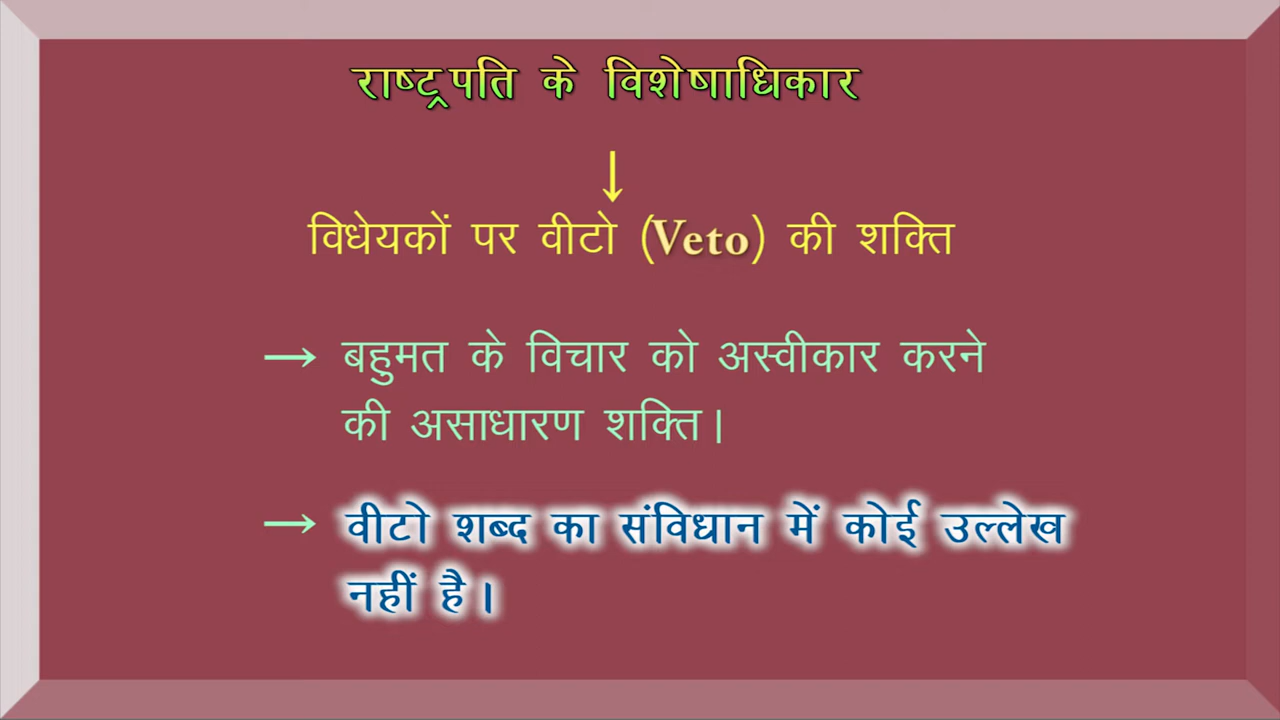 राष्ट्रपति के विशेषाधिकार
↓
विधेयकों पर वीटो (Veto) की शक्ति
→ बहुमत के विचार को अस्वीकार करने
की असाधारण शक्ति।
→ वीटो शब्द का संविधान में कोई उल्लेख
नहीं है।